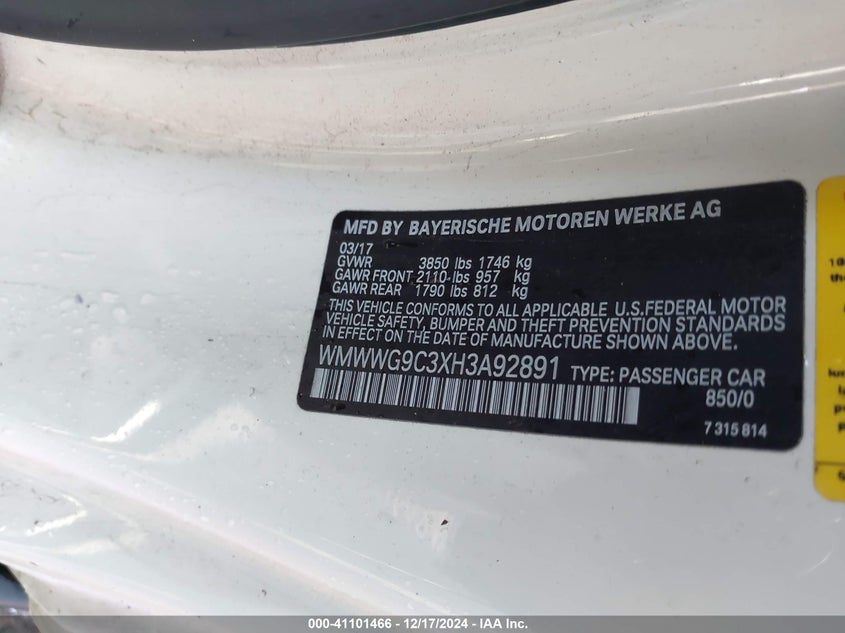 MFD BY BAYERISCHE MOTOREN WERKE AG
03/17
GVWR 3850 lbs 1746 kg
GAWR FRONT 2110 lbs 957 kg
GAWR REAR 1790 lbs 812 kg
THIS VEHICLE CONFORMS TO ALL APPLICABLE U.S.FEDERAL MOTOR
VEHICLE SAFETY, BUMPER AND THEFT PREVENTION STANDARDS
IN EFFECT ON THE DATE OF MANUFACTURE SHOWN ABOVE.
WMWWG9C3XH3A92891 TYPE: PASSENGER CAR
850/0
7 315 814
000-41101466 - 12/17/2024 - IAA Inc.